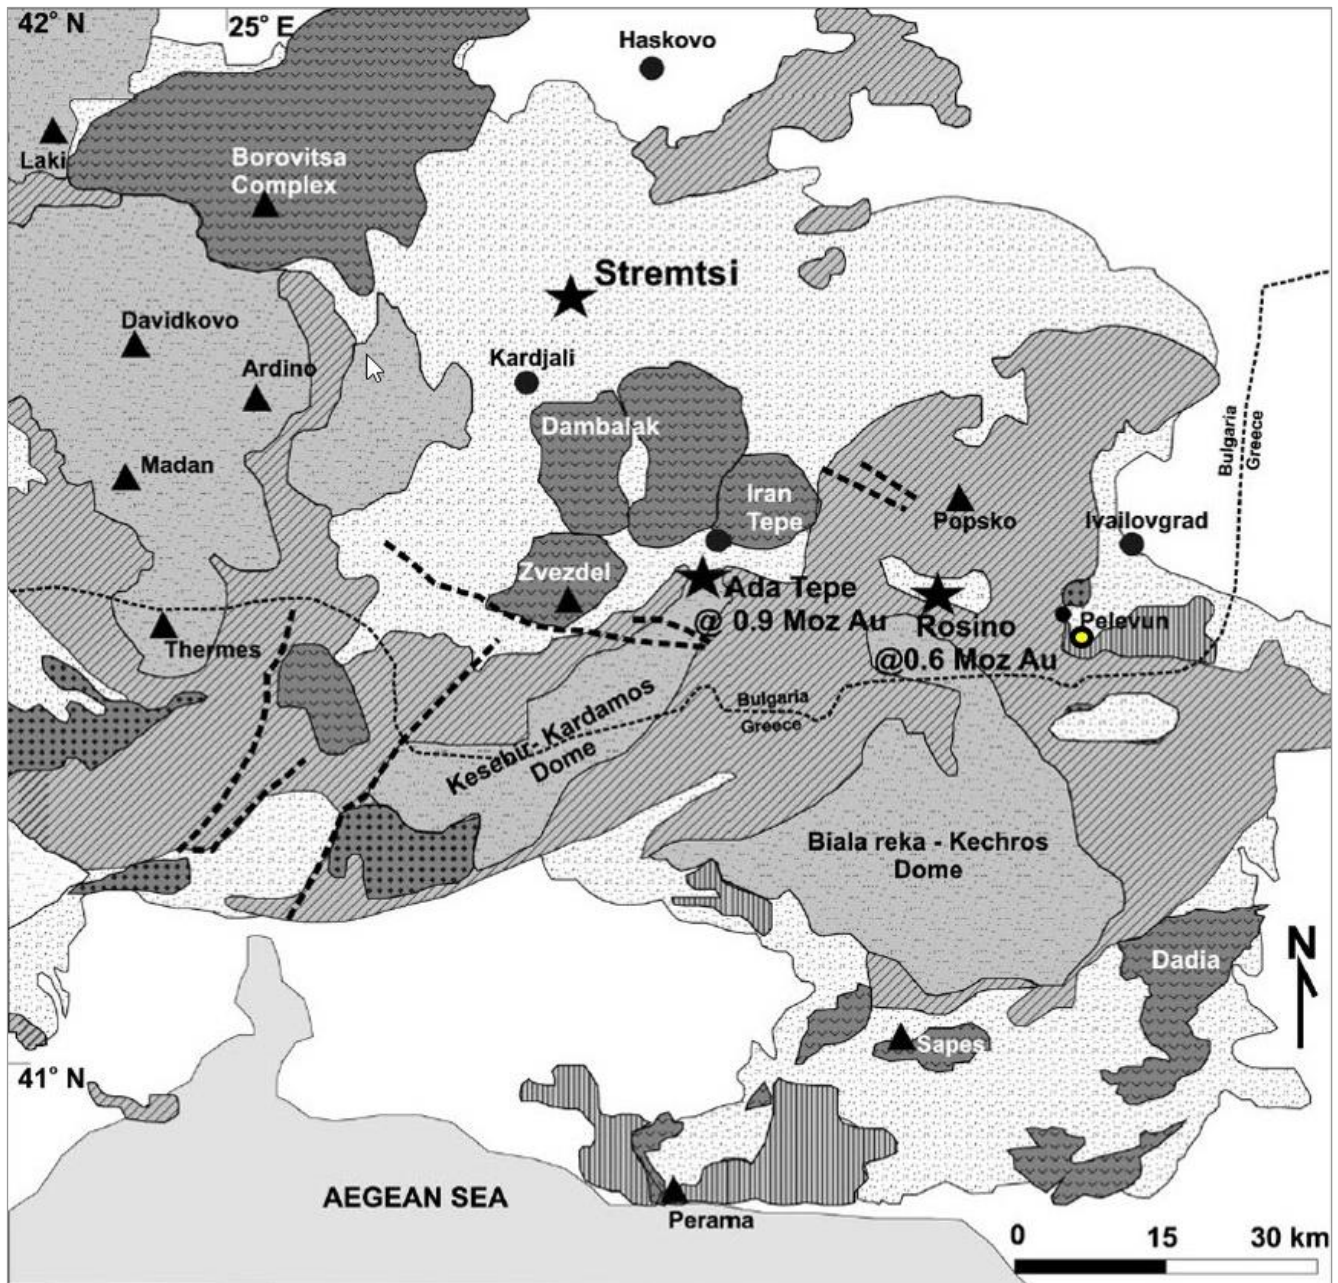 42° N
25° E
Haskovo
Laki
Borovitsa
Complex
Stremtsi
Davidkovo
Ardino
Kardjali
Dambalak
Madan
Iran
Tepe
Popsko
Ivailovgrad
Bulgaria
Greece
Zvezdel
Ada Tepe
@ 0.9 Moz Au
Rosino
@0.6 Moz Au
Pelevun
Thermes
Bulgaria
Greece
Kesebir- Kardamos
Dome
Biala reka - Kechros
Dome
Dadia
N
Sapes
41° N
AEGEAN SEA
Perama
0 15 30 km